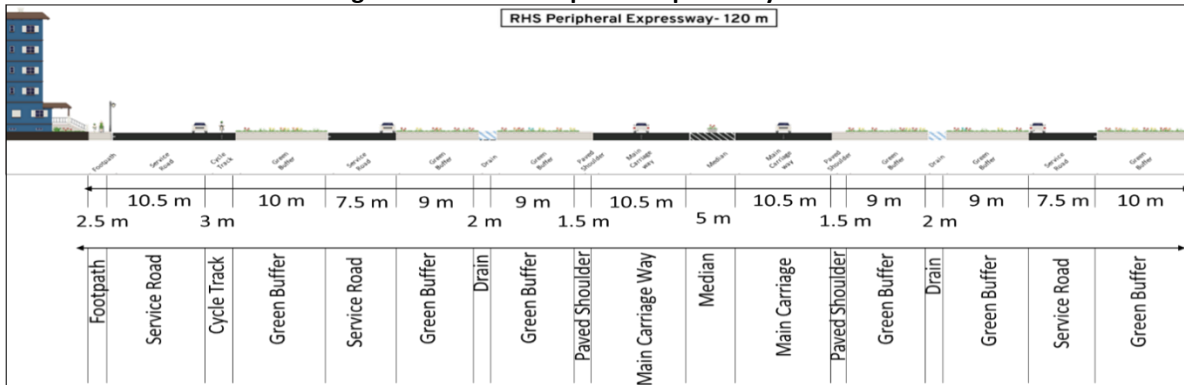 RHS Peripheral Expressway- 120 m
Footpath
Service Road
Cycle Track
Green Buffer
Service Road
Green Buffer
Drain
Green Buffer
Paved Shoulder
Main Carriage way
Median
Main Carriage way
Paved Shoulder
Green Buffer
Drain
Green Buffer
Service Road
Green Buffer
10.5 m 10 m 7.5 m 9 m 9 m 10.5 m 10.5 m 9 m 9 m 7.5 m 10 m
2.5 m 3 m 2 m 1.5 m 5 m 1.5 m 2 m
Footpath
Service Road
Cycle Track
Green Buffer
Service Road
Green Buffer
Drain
Green Buffer
Paved Shoulder
Main Carriage Way
Median
Main Carriage
Paved Shoulder
Green Buffer
Drain
Green Buffer
Service Road
Green Buffer